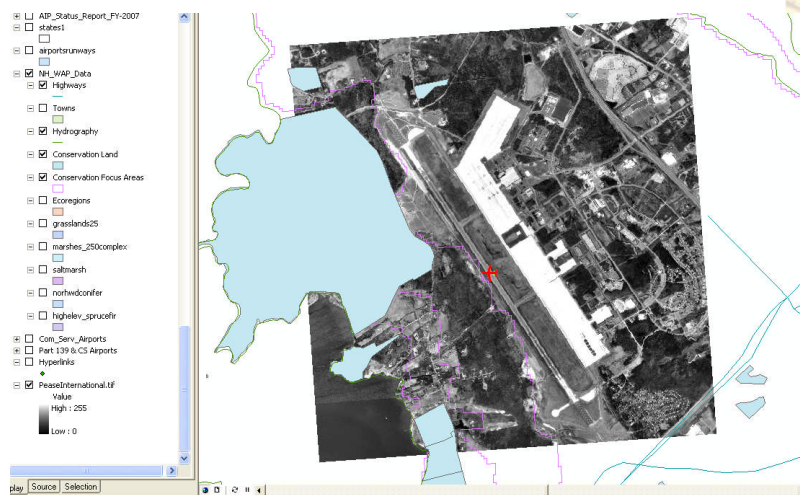 AIP_Status_Report_FY-2007
states1
airportsrunways
NH_WAP_Data
Highways
Towns
Hydrography
Conservation Land
Conservation Focus Areas
Ecoregions
grasslands25
marshes_250complex
saltmarsh
norhwdconifer
highelev_sprucefir
Com_Serv_Airports
Part 139 & CS Airports
Hyperlinks
PeaseInternational.tif
Value
High : 255
Low : 0
play Source Selection